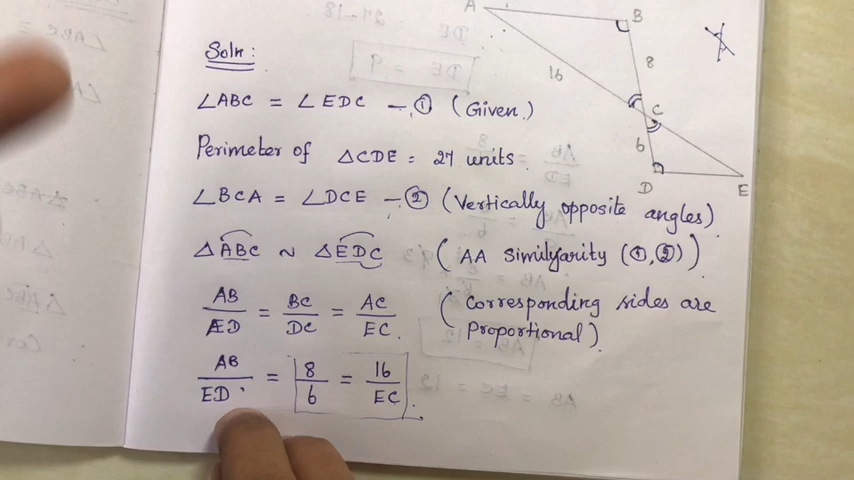 A
B
8
16
C
6
D
E
Soln:
∠ABC = ∠EDC - ① (Given)
Perimeter of △CDE = 27 units.
∠BCA = ∠DCE - ② (Vertically opposite angles)
△ABC ~ △EDC (AA Similyarity (①,②))
AB/ED = BC/DC = AC/EC (Corresponding sides are
Proportional)
AB/ED = 8/6 = 16/EC.